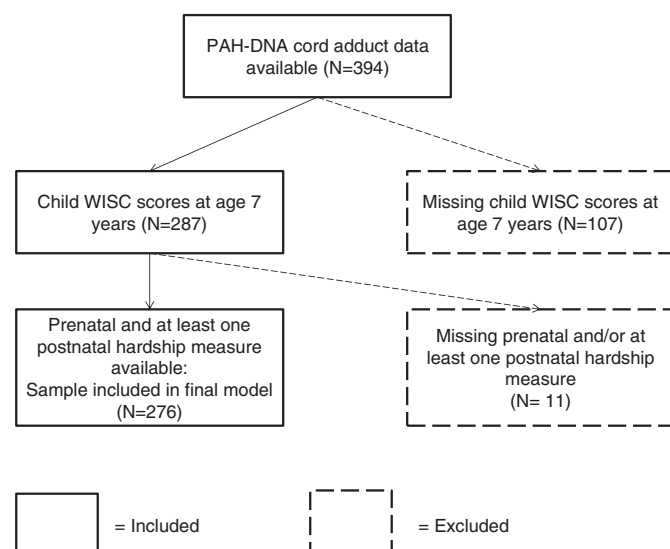 PAH-DNA cord adduct data
available (N=394)
Child WISC scores at age 7
years (N=287)
Missing child WISC scores at
age 7 years (N=107)
Prenatal and at least one
postnatal hardship measure
available:
Sample included in final model
(N=276)
Missing prenatal and/or at
least one postnatal hardship
measure
(N= 11)
= Included
= Excluded